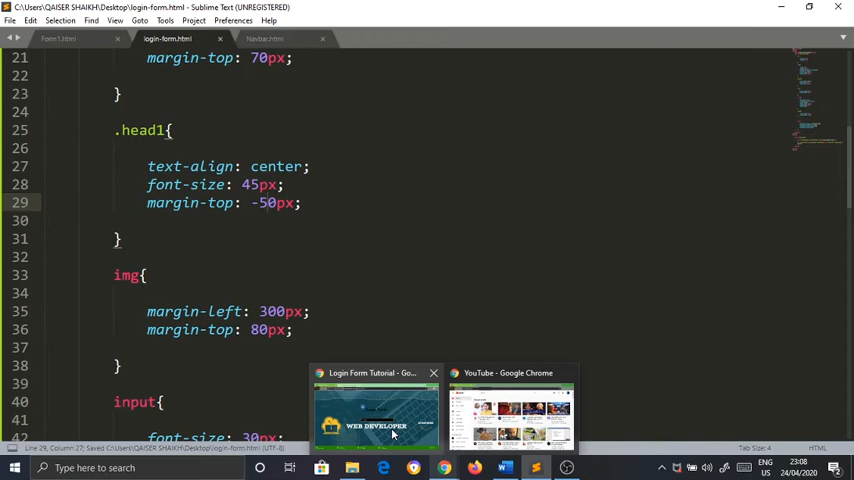 C:\Users\QAISER SHAIKH\Desktop\login-form.html - Sublime Text (UNREGISTERED)
File Edit Selection Find View Goto Tools Project Preferences Help
Form1.html login-form.html Navbar.html
21 margin-top: 70px;
22
23 }
24
25 .head1{
26
27 text-align: center;
28 font-size: 45px;
29 margin-top: -50px;
30
31 }
32
33 img{
34
35 margin-left: 300px;
36 margin-top: 80px;
37
38 }
39
40 input{
41
42 font-size: 30px;
Login Form Tutorial - Go... YouTube - Google Chrome
WEB DEVELOPER
Line 29, Column 27; Saved C:\Users\QAISER SHAIKH\Desktop\login-form.html (UTF-8) Tab Size: 4 HTML
Type here to search
ENG 23:08
US 24/04/2020